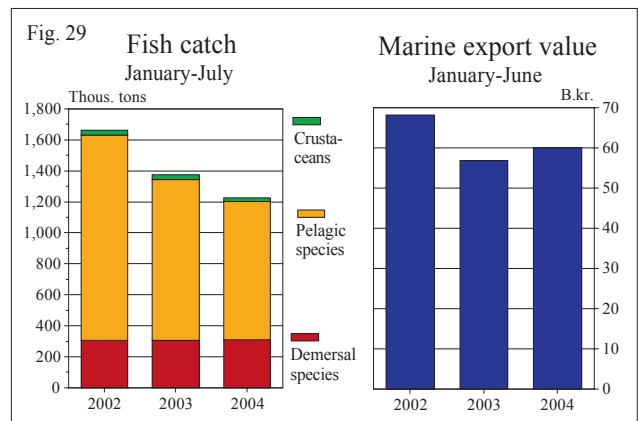 Fig. 29
Fish catch
January-July
Thous. tons
1,800
1,600
1,400
1,200
1,000
800
600
400
200
0
2002
2003
2004
Crusta-
ceans
Pelagic
species
Demersal
species
Marine export value
January-June
B.kr.
70
60
50
40
30
20
10
0
2002
2003
2004